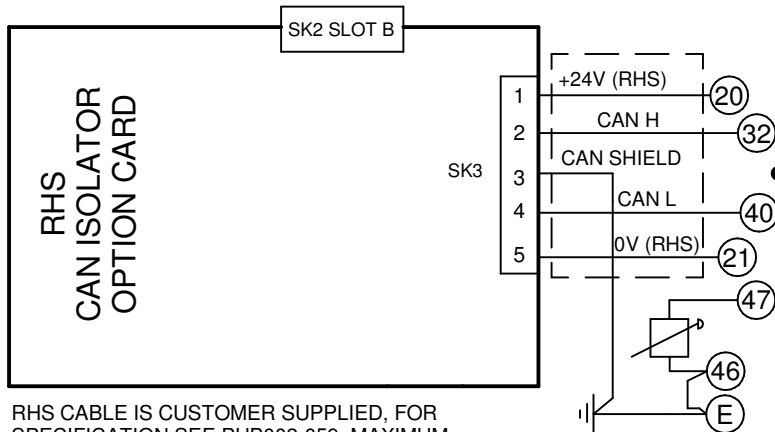 SK2 SLOT B
RHS
CAN ISOLATOR
OPTION CARD
SK3
1 +24V (RHS) 20
2 CAN H 32
3 CAN SHIELD
4 CAN L 40
5 0V (RHS) 21
47
46
E
RHS CABLE IS CUSTOMER SUPPLIED, FOR